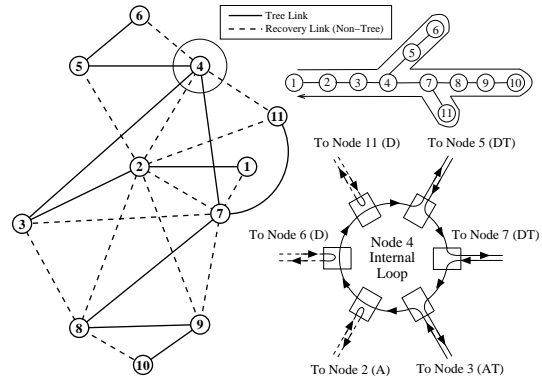 Tree Link
Recovery Link (Non-Tree)
6
5
4
11
2
1
7
3
8
9
10
6
5
1
2
3
4
7
8
9
10
11
To Node 11 (D)
To Node 5 (DT)
To Node 6 (D)
Node 4
Internal
Loop
To Node 7 (DT)
To Node 2 (A)
To Node 3 (AT)